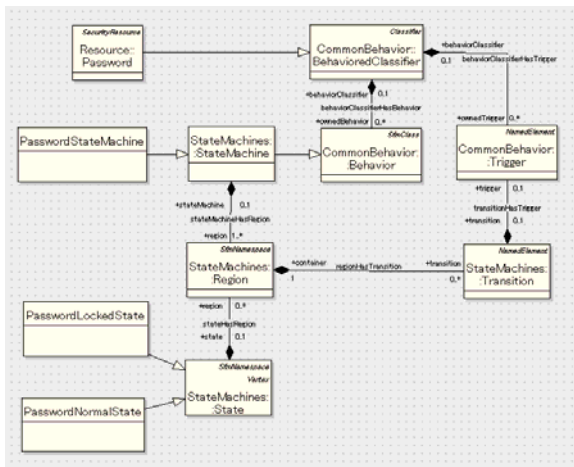 SecurityResource
Resource::
Password
Classifier
CommonBehavior::
BehavioredClassifier
+behaviorClassifier
0..1
behaviorClassifierHasTrigger
+behaviorClassifier 0..1
behaviorClassifierHasBehavior
+ownedBehavior 0..*
+ownedTrigger 0..*
PasswordStateMachine
StateMachines:
:StateMachine
SfmClass
CommonBehavior:
:Behavior
NamedElement
CommonBehavior:
:Trigger
+stateMachine 0..1
stateMachineHasRegion
+region 1..*
+trigger 0..1
transitionHasTrigger
+transition 0..1
SfmNamespace
StateMachines:
:Region
+container
1
regionHasTransition
+transition
0..*
NamedElement
StateMachines:
:Transition
PasswordLockedState
+region 0..*
stateHasRegion
+state 0..1
SfmNamespace
Vertex
StateMachines:
:State
PasswordNormalState